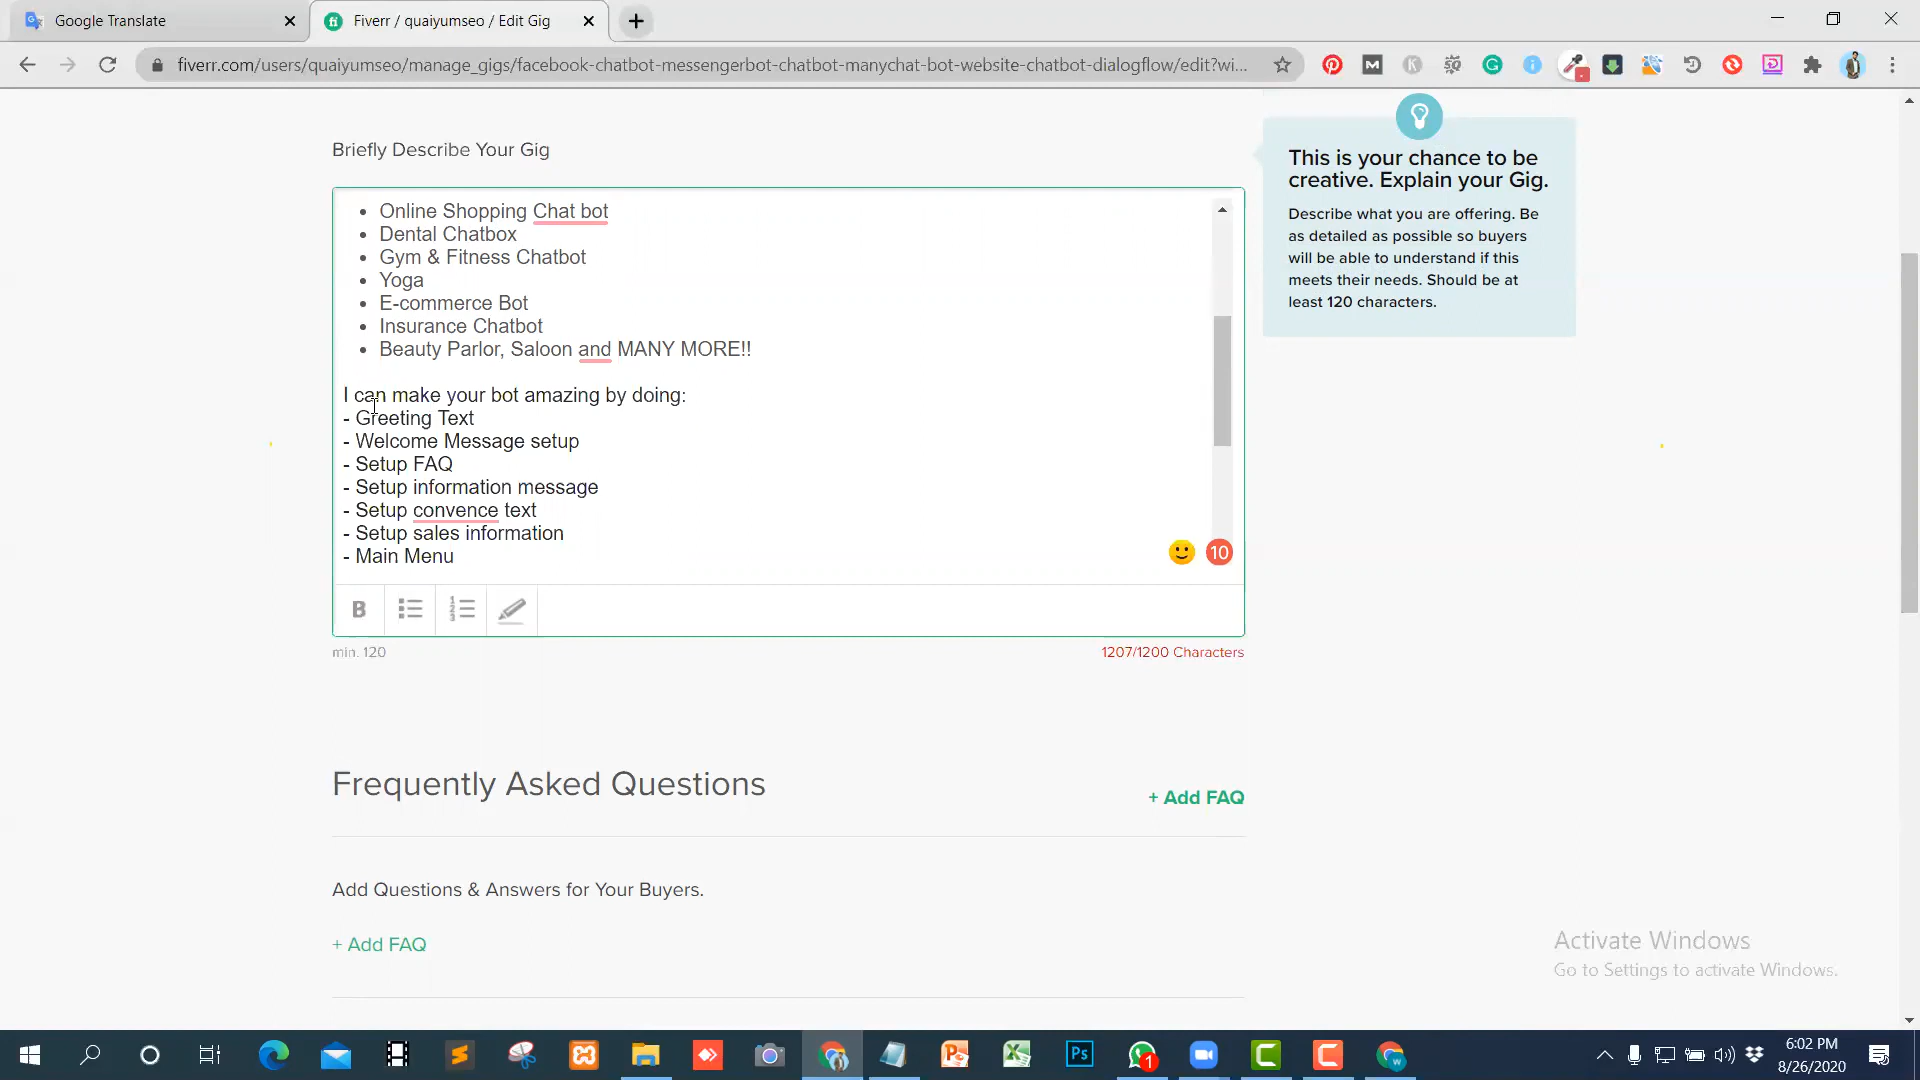 Google Translate
Fiverr / quaiyumseo / Edit Gig
fiverr.com/users/quaiyumseo/manage_gigs/facebook-chatbot-messengerbot-chatbot-manychat-bot-website-chatbot-dialogflow/edit?wi...
Briefly Describe Your Gig
• Online Shopping Chat bot
• Dental Chatbox
• Gym & Fitness Chatbot
• Yoga
• E-commerce Bot
• Insurance Chatbot
• Beauty Parlor, Saloon and MANY MORE!!
I can make your bot amazing by doing:
- Greeting Text
- Welcome Message setup
- Setup FAQ
- Setup information message
- Setup convence text
- Setup sales information
- Main Menu
10
B
min. 120
1207/1200 Characters
This is your chance to be
creative. Explain your Gig.
Describe what you are offering. Be
as detailed as possible so buyers
will be able to understand if this
meets their needs. Should be at
least 120 characters.
Frequently Asked Questions
+ Add FAQ
Add Questions & Answers for Your Buyers.
+ Add FAQ
Activate Windows
Go to Settings to activate Windows.
6:02 PM
8/26/2020